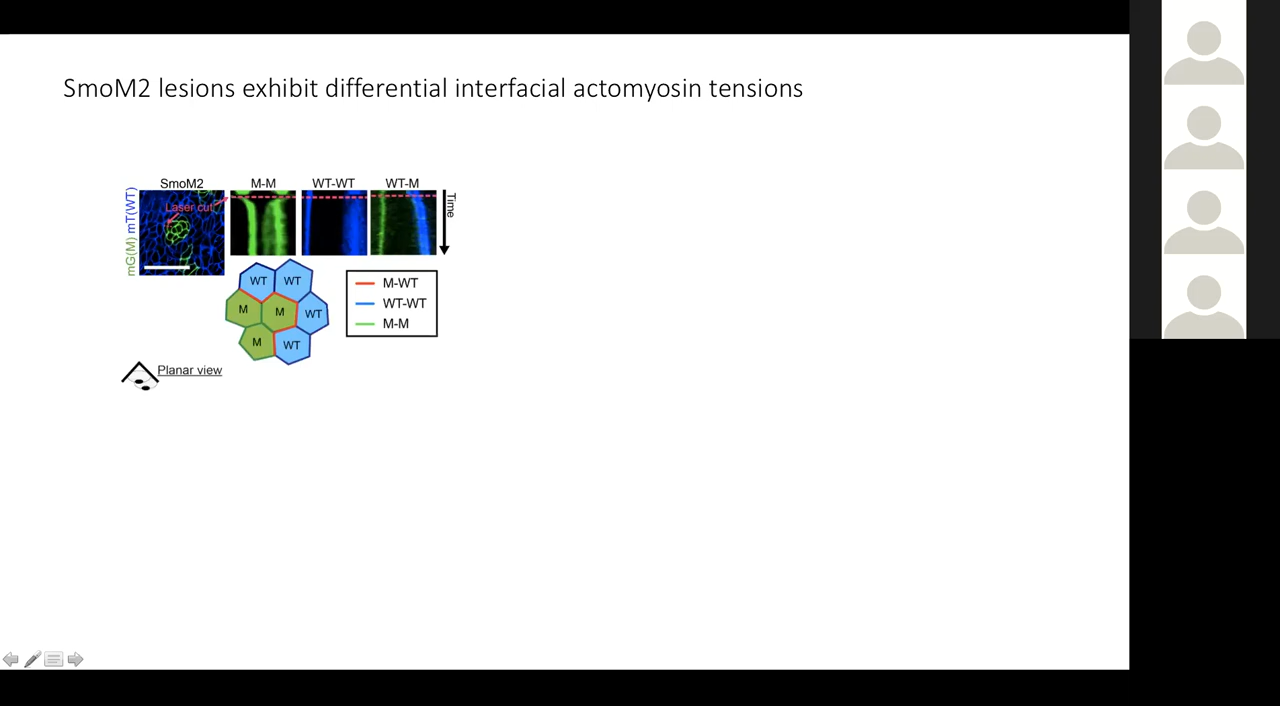 SmoM2 lesions exhibit differential interfacial actomyosin tensions
SmoM2
M-M
WT-WT
WT-M
mG(M) mT(WT)
Laser cut
Time
WT
WT
M
M
WT
M
WT
M-WT
WT-WT
M-M
Planar view